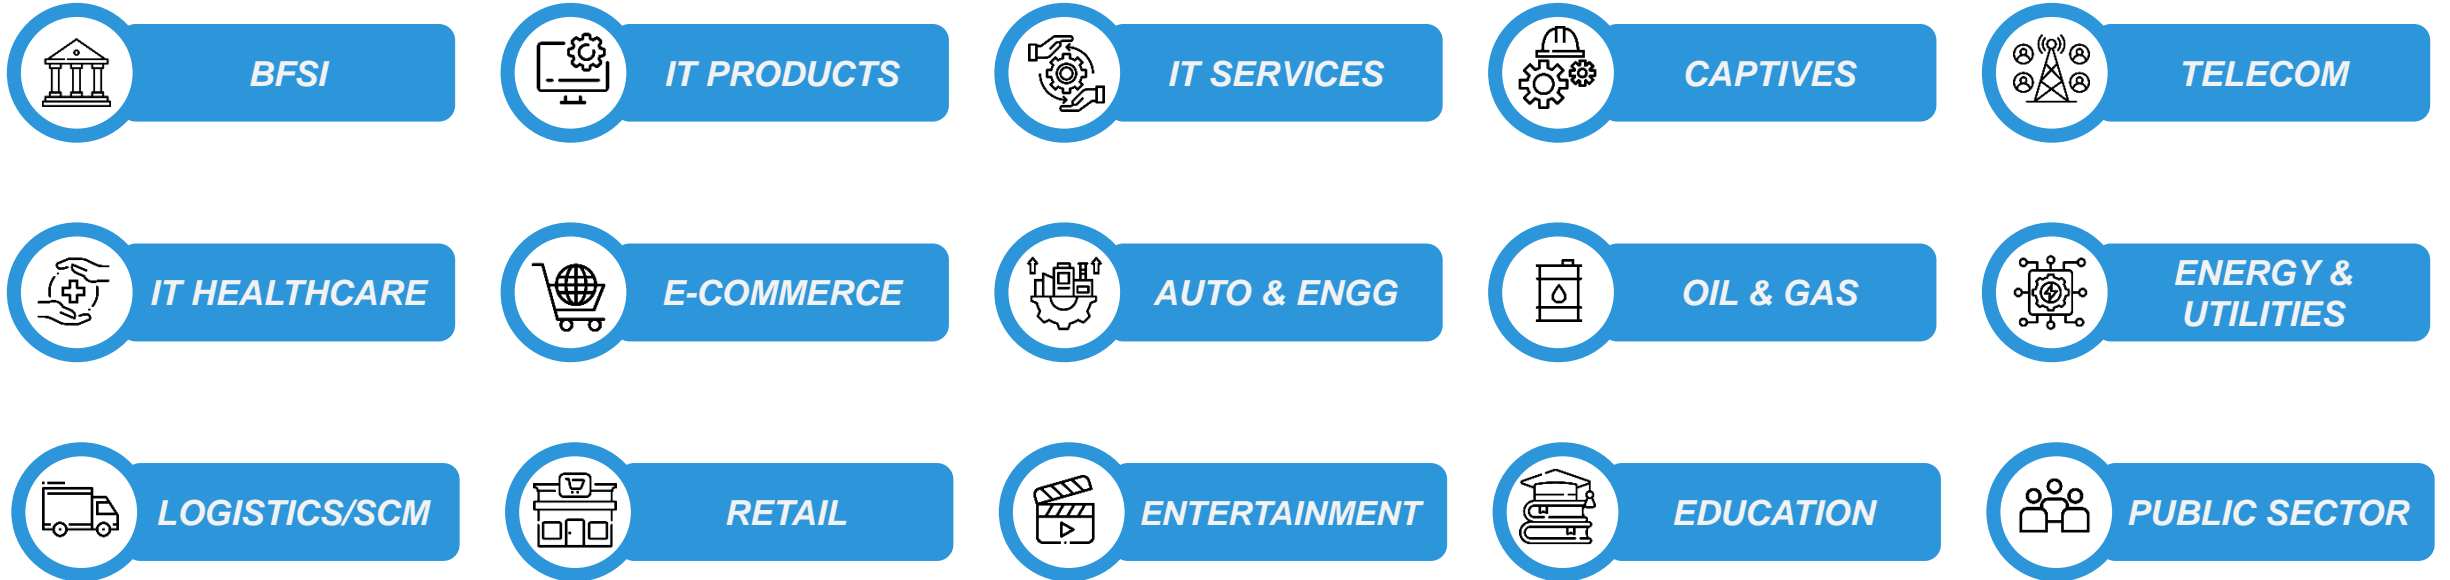 BFSI
IT PRODUCTS
IT SERVICES
CAPTIVES
TELECOM
IT HEALTHCARE
E-COMMERCE
AUTO & ENGG
OIL & GAS
ENERGY &
UTILITIES
LOGISTICS/SCM
RETAIL
ENTERTAINMENT
EDUCATION
PUBLIC SECTOR